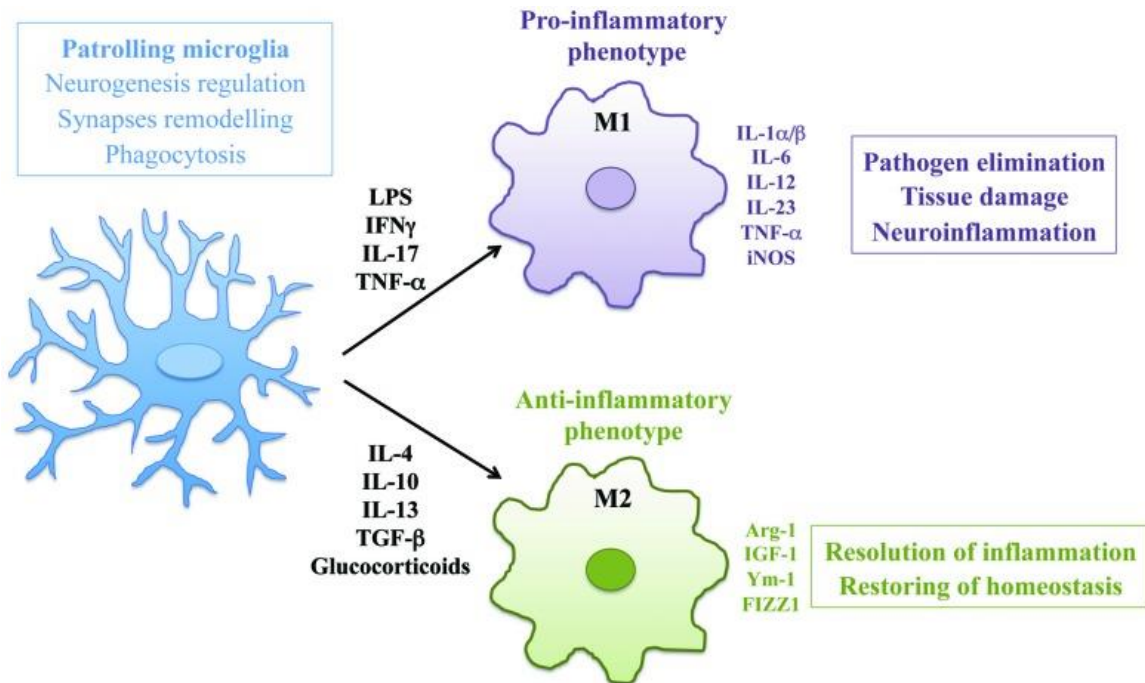 Patrolling microglia
Neurogenesis regulation
Synapses remodelling
Phagocytosis
Pro-inflammatory
phenotype
M1
LPS
IFNγ
IL-17
TNF-α
IL-1α/β
IL-6
IL-12
IL-23
TNF-α
iNOS
Pathogen elimination
Tissue damage
Neuroinflammation
Anti-inflammatory
phenotype
M2
IL-4
IL-10
IL-13
TGF-β
Glucocorticoids
Arg-1
IGF-1
Ym-1
FIZZ1
Resolution of inflammation
Restoring of homeostasis